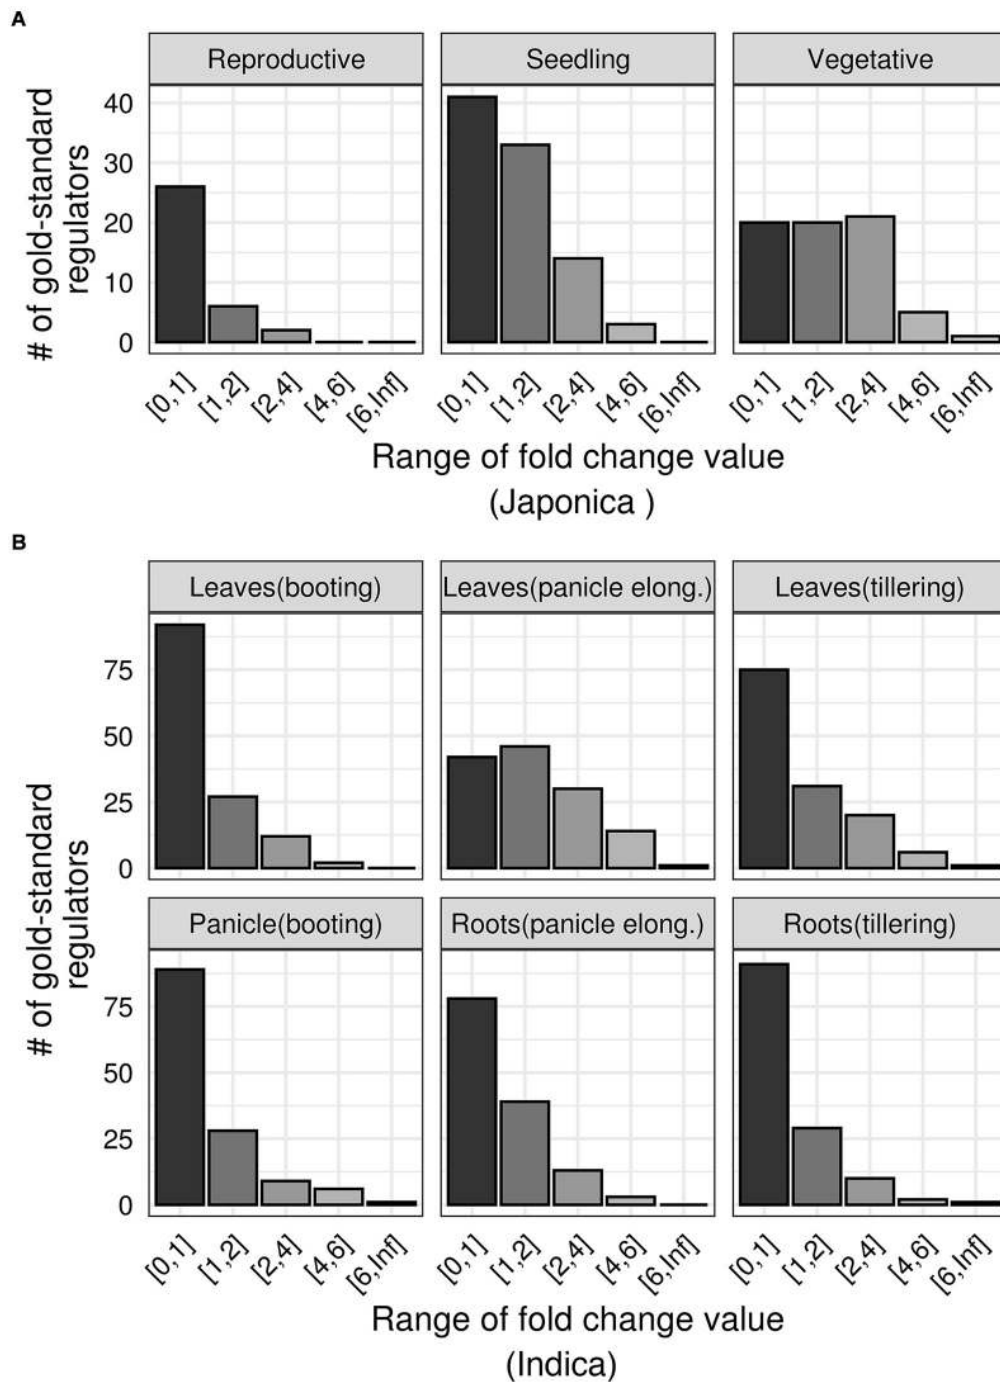 A
Reproductive Seedling Vegetative
# of gold-standard
regulators
40
30
20
10
0
[0,1] [1,2] [2,4] [4,6] [6,Inf] [0,1] [1,2] [2,4] [4,6] [6,Inf] [0,1] [1,2] [2,4] [4,6] [6,Inf]
Range of fold change value
(Japonica )
B
Leaves(booting) Leaves(panicle elong.) Leaves(tillering)
# of gold-standard
regulators
75
50
25
0
Panicle(booting) Roots(panicle elong.) Roots(tillering)
75
50
25
0
[0,1] [1,2] [2,4] [4,6] [6,Inf] [0,1] [1,2] [2,4] [4,6] [6,Inf] [0,1] [1,2] [2,4] [4,6] [6,Inf]
Range of fold change value
(Indica)